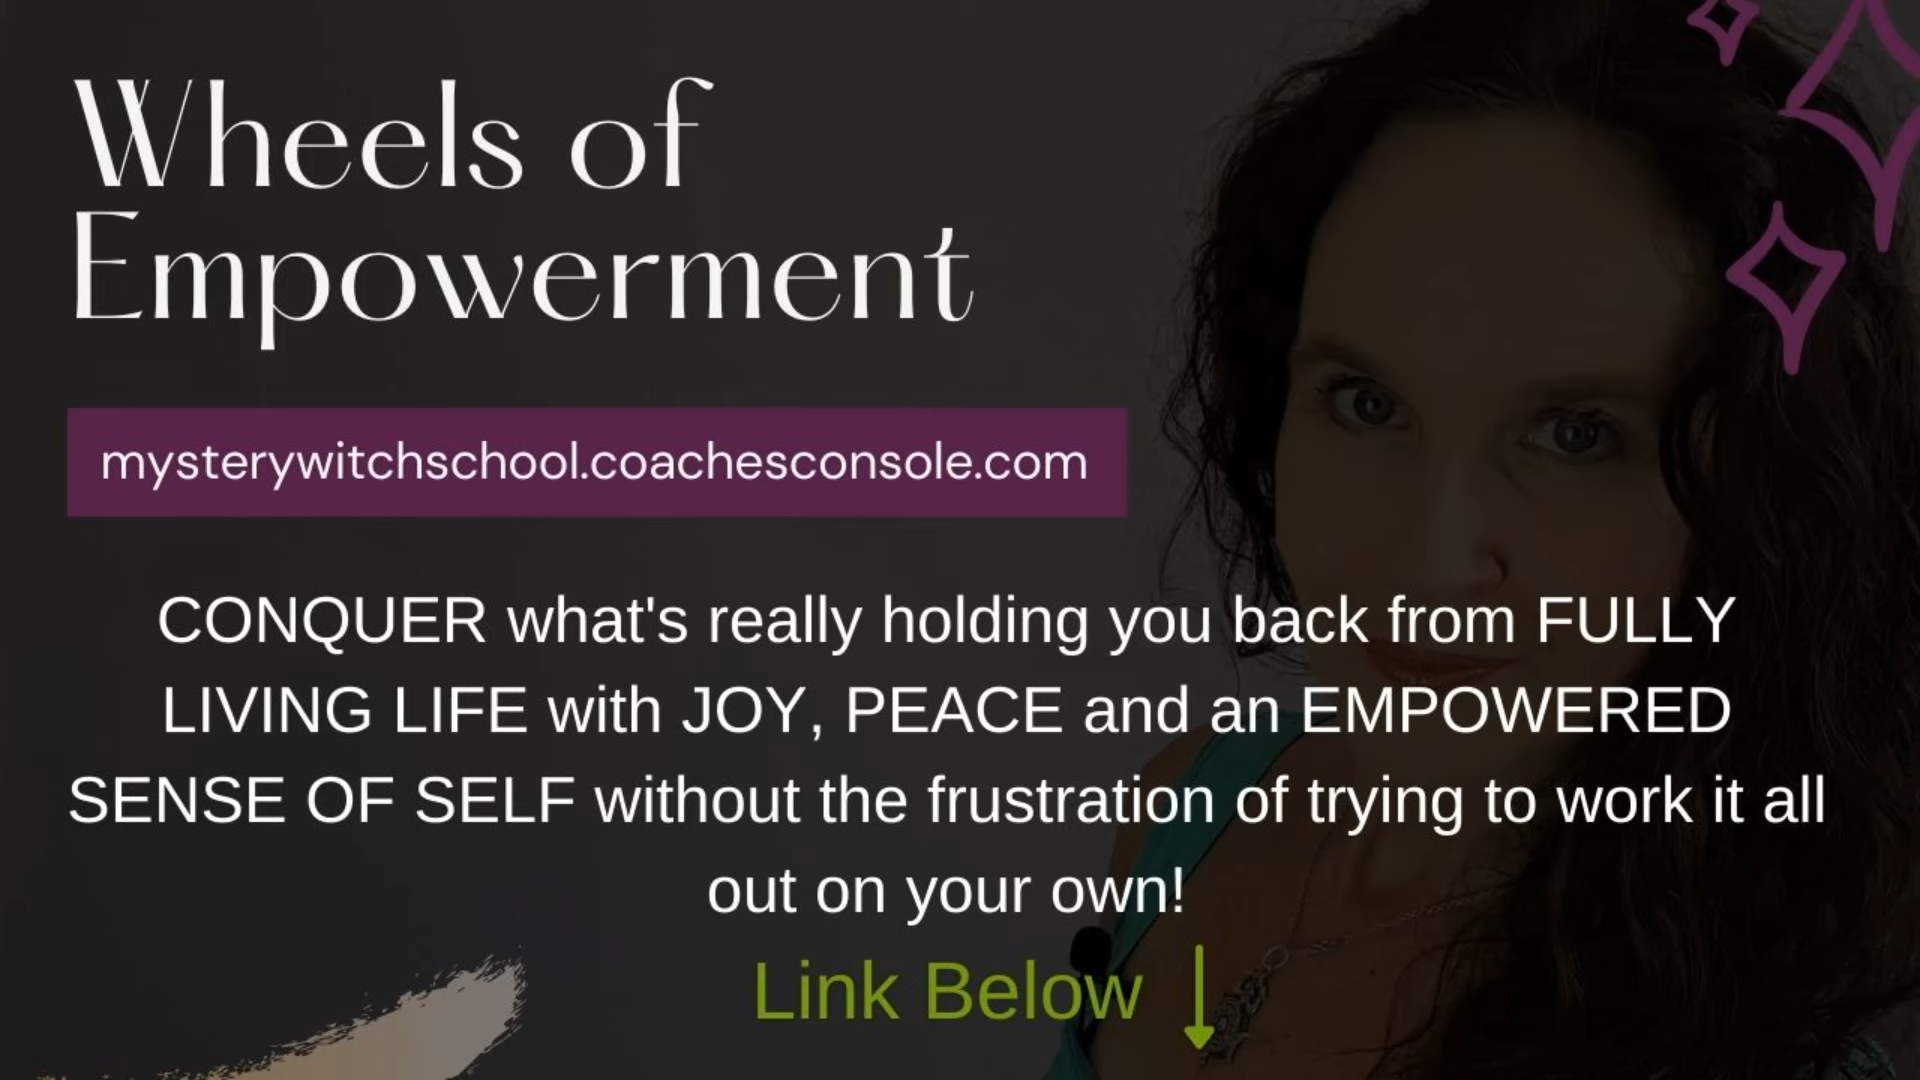 Wheels of
Empowerment
mysterywitchschool.coachesconsole.com
CONQUER what's really holding you back from FULLY
LIVING LIFE with JOY, PEACE and an EMPOWERED
SENSE OF SELF without the frustration of trying to work it all
out on your own!
Link Below